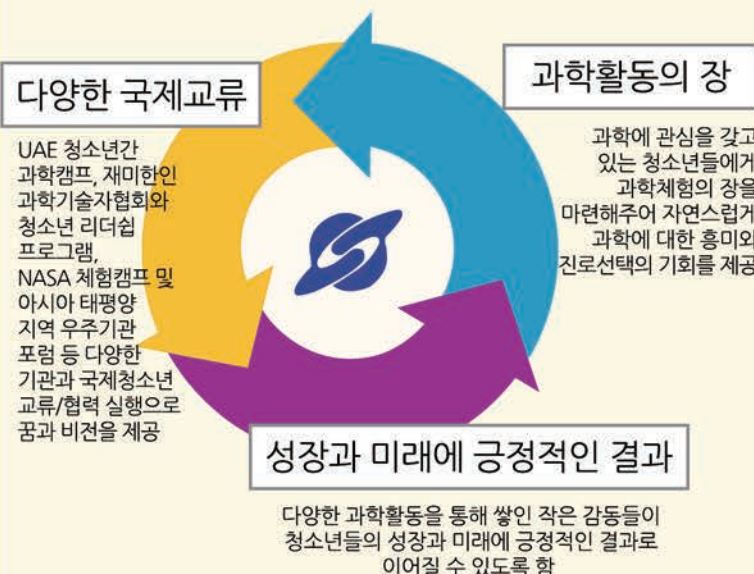 다양한 국제교류
UAE 청소년간
과학캠프, 재미한인
과학기술자협회와
청소년 리더쉽
프로그램,
NASA 체험캠프 및
아시아 태평양
지역 우주기관
포럼 등 다양한
기관과 국제청소년
교류/협력 실행으로
꿈과 비전을 제공
과학활동의 장
과학에 관심을 갖고
있는 청소년들에게
과학체험의 장을
마련해주어 자연스럽게
과학에 대한 흥미와
진로선택의 기회를 제공
성장과 미래에 긍정적인 결과
다양한 과학활동을 통해 쌓인 작은 감동들이
청소년들의 성장과 미래에 긍정적인 결과로
이어질 수 있도록 함